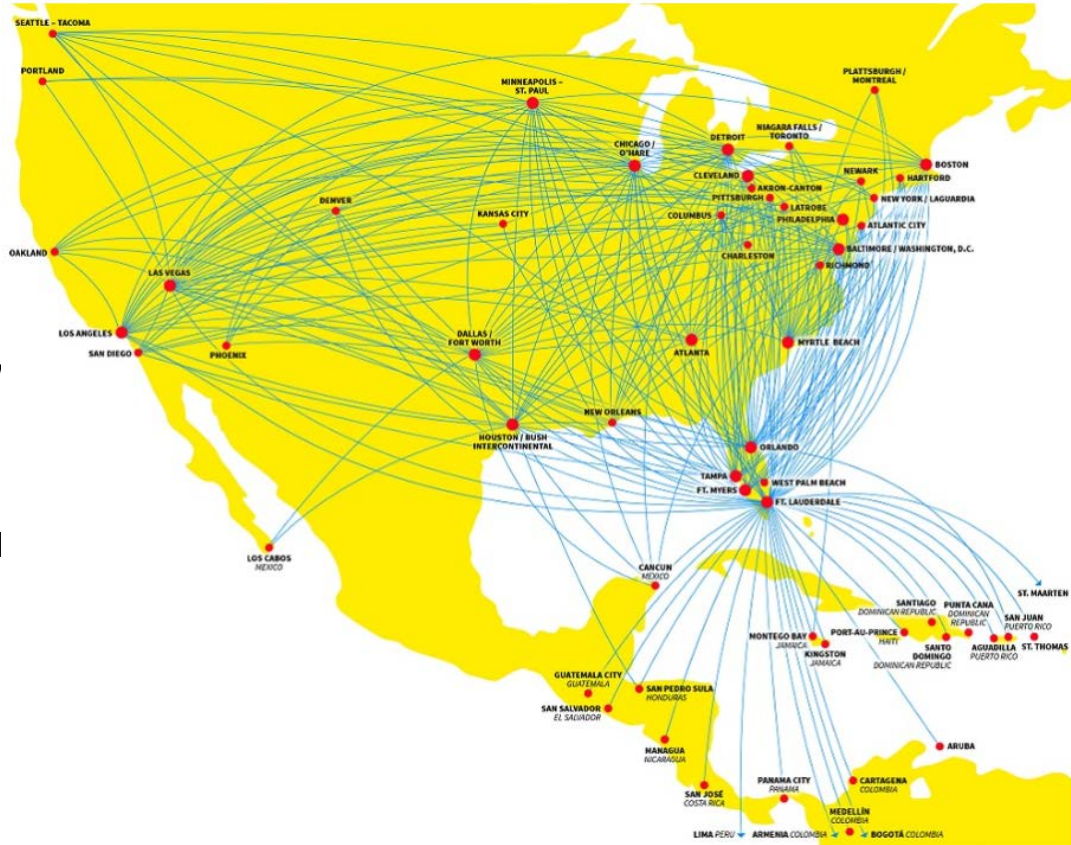 SEATTLE – TACOMA
PORTLAND
MINNEAPOLIS –
ST. PAUL
PLATTSBURGH /
MONTREAL
NIAGARA FALLS /
TORONTO
DETROIT
CHICAGO /
O'HARE
BOSTON
CLEVELAND
NEWARK
HARTFORD
AKRON-CANTON
PITTSBURGH
NEW YORK / LAGUARDIA
DENVER
LATROBE
KANSAS CITY
COLUMBUS
PHILADELPHIA
ATLANTIC CITY
OAKLAND
BALTIMORE / WASHINGTON, D.C.
CHARLESTON
RICHMOND
LAS VEGAS
LOS ANGELES
SAN DIEGO
PHOENIX
DALLAS /
FORT WORTH
ATLANTA
MYRTLE BEACH
NEW ORLEANS
HOUSTON / BUSH
INTERCONTINENTAL
ORLANDO
TAMPA
WEST PALM BEACH
FT. MYERS
FT. LAUDERDALE
LOS CABOS
MEXICO
CANCUN
MEXICO
ST. MAARTEN
SANTIAGO
DOMINICAN REPUBLIC
PUNTA CANA
DOMINICAN
REPUBLIC
SAN JUAN
PUERTO RICO
MONTEGO BAY
JAMAICA
PORT-AU-PRINCE
HAITI
KINGSTON
JAMAICA
SANTO
DOMINGO
DOMINICAN REPUBLIC
AGUADILLA
PUERTO RICO
ST. THOMAS
GUATEMALA CITY
GUATEMALA
SAN PEDRO SULA
HONDURAS
SAN SALVADOR
EL SALVADOR
MANAGUA
NICARAGUA
ARUBA
SAN JOSÉ
COSTA RICA
PANAMA CITY
PANAMA
CARTAGENA
COLOMBIA
MEDELLÍN
COLOMBIA
LIMA PERU
ARMENIA COLOMBIA
BOGOTÁ COLOMBIA